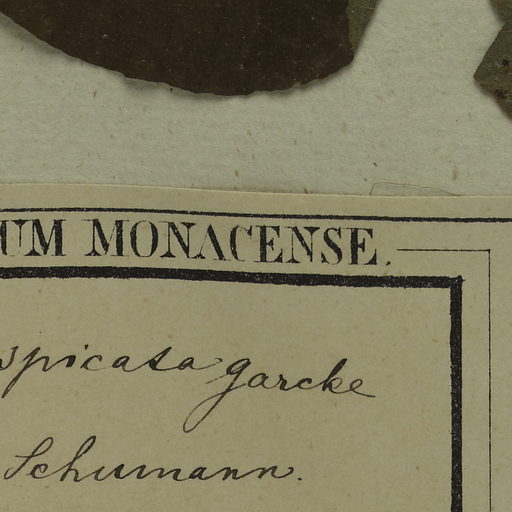 UM MONACENSE.
spicata Garcke
Schumann.